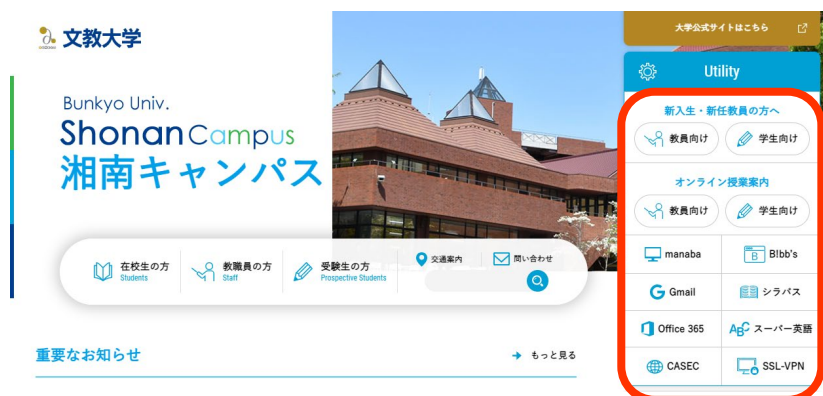 文教大学
Bunkyo Univ.
Shonan Campus
湘南キャンパス
在校生の方
Students
教職員の方
Staff
受験生の方
Prospective Students
交通案内
問い合わせ
重要なお知らせ
もっと見る
大学公式サイトはこちら
Utility
新入生・新任教員の方へ
教員向け
学生向け
オンライン授業案内
教員向け
学生向け
manaba
B
B!bb's
Gmail
シラバス
Office 365
ABC
スーパー英語
CASEC
SSL-VPN